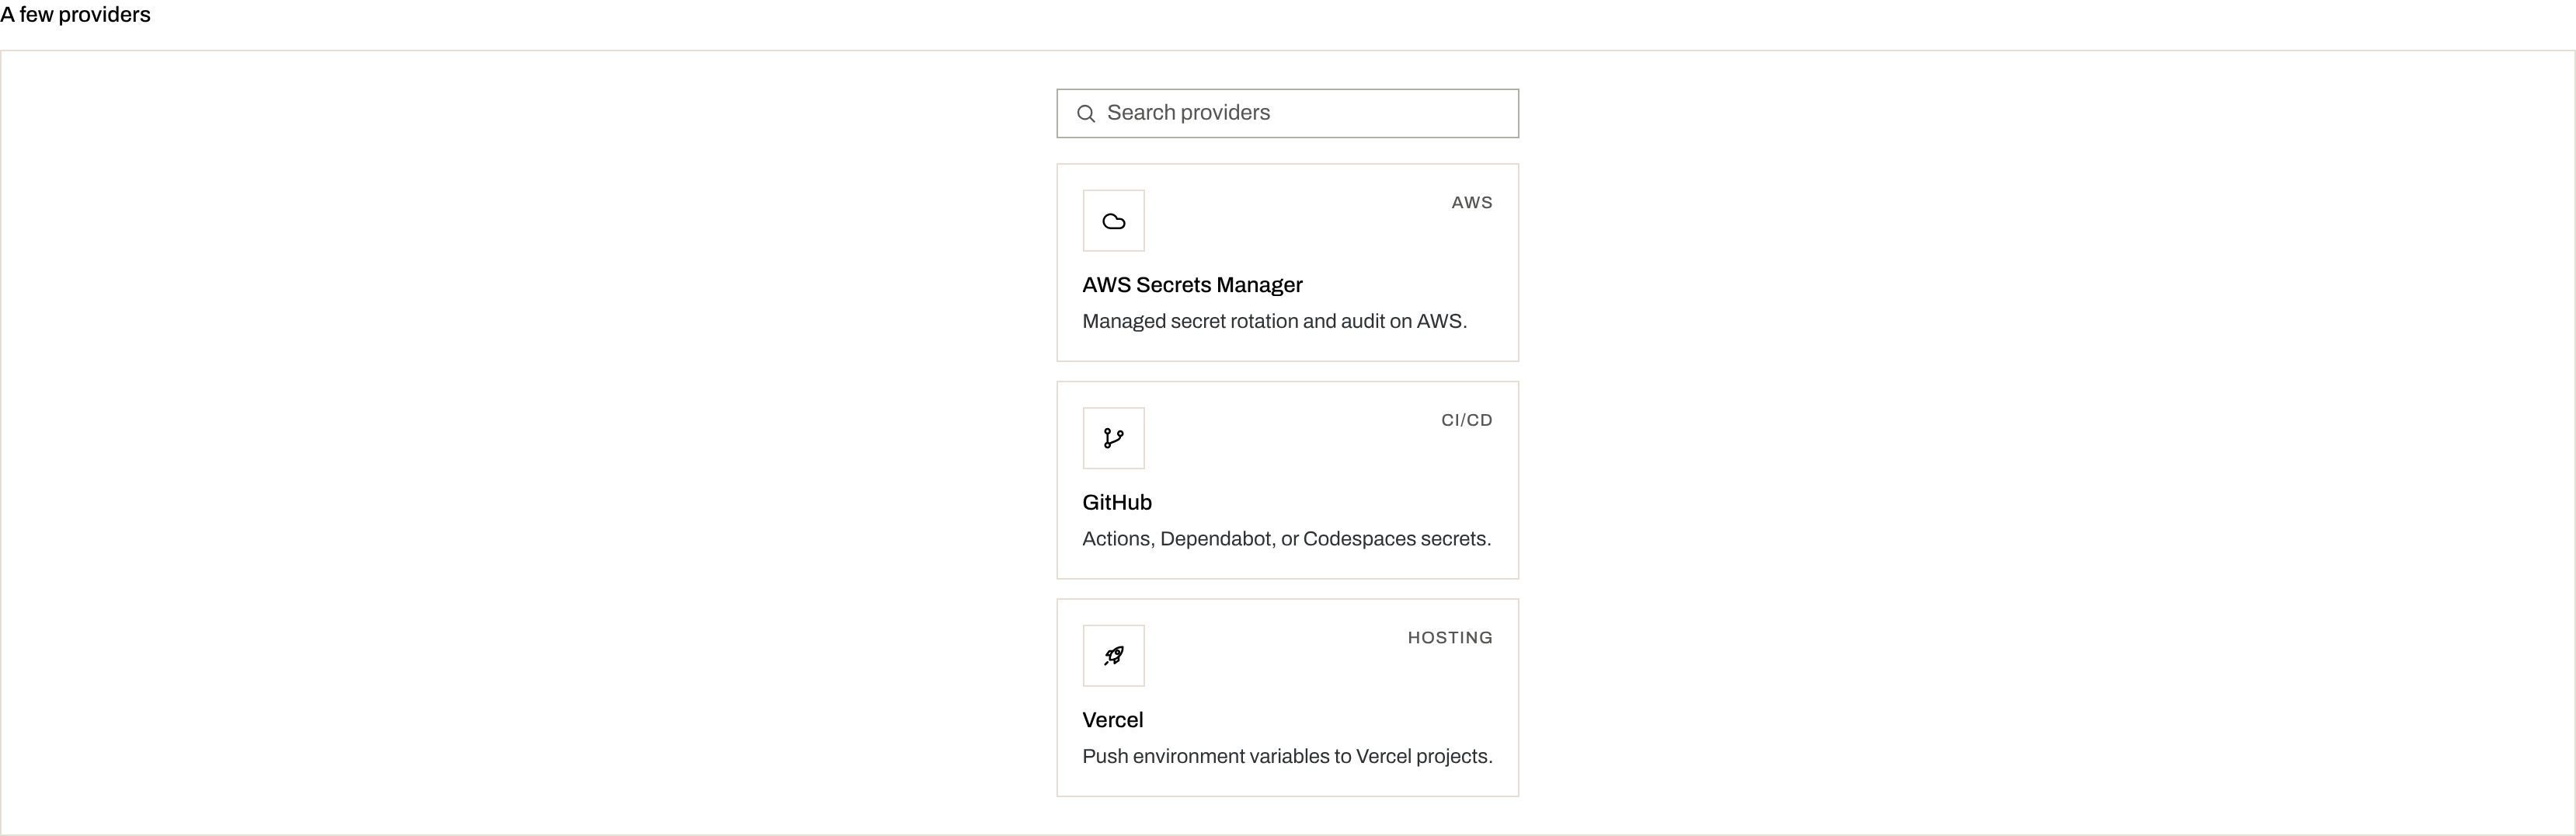 A few providers
Search providers
AWS
AWS Secrets Manager
Managed secret rotation and audit on AWS.
CI/CD
GitHub
Actions, Dependabot, or Codespaces secrets.
HOSTING
Vercel
Push environment variables to Vercel projects.